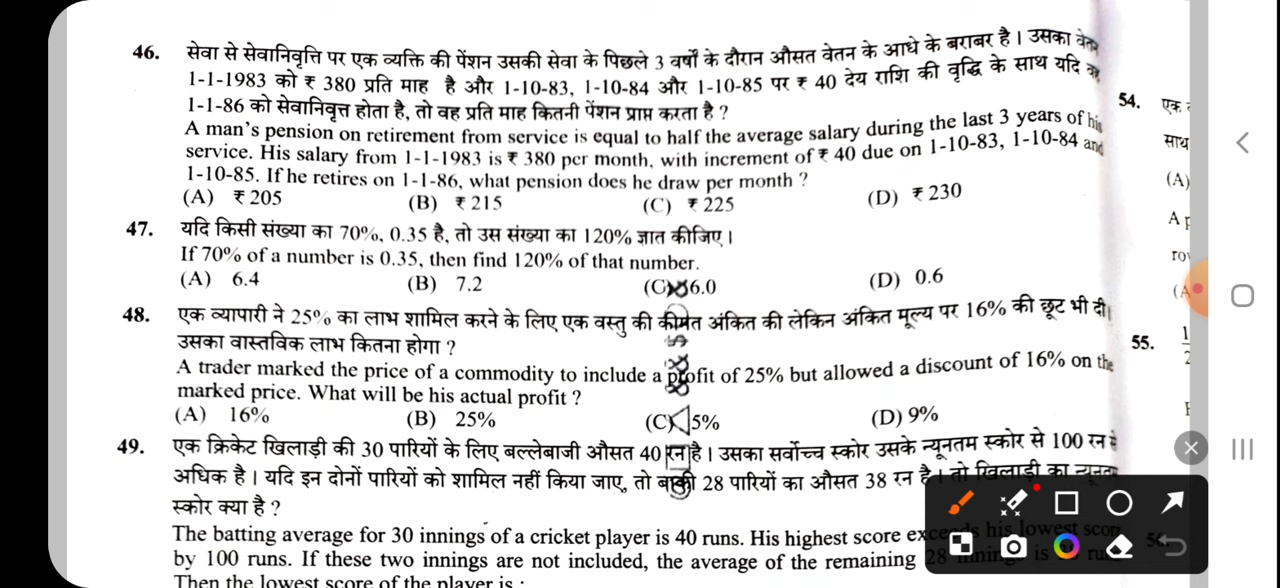 46. सेवा से सेवानिवृत्ति पर एक व्यक्ति की पेंशन उसकी सेवा के पिछले 3 वर्षों के दौरान औसत वेतन के आधे के बराबर है। उसका वेतन
1-1-1983 को ₹ 380 प्रति माह है और 1-10-83, 1-10-84 और 1-10-85 पर ₹ 40 देय राशि की वृद्धि के साथ यदि वह
1-1-86 को सेवानिवृत्त होता है, तो वह प्रति माह कितनी पेंशन प्राप्त करता है ?
A man's pension on retirement from service is equal to half the average salary during the last 3 years of his
service. His salary from 1-1-1983 is ₹ 380 per month, with increment of ₹ 40 due on 1-10-83, 1-10-84 and
1-10-85. If he retires on 1-1-86, what pension does he draw per month ?
(A) ₹ 205 (B) ₹ 215 (C) ₹ 225 (D) ₹ 230
47. यदि किसी संख्या का 70%, 0.35 है, तो उस संख्या का 120% ज्ञात कीजिए।
If 70% of a number is 0.35, then find 120% of that number.
(A) 6.4 (B) 7.2 (C) 6.0 (D) 0.6
48. एक व्यापारी ने 25% का लाभ शामिल करने के लिए एक वस्तु की कीमत अंकित की लेकिन अंकित मूल्य पर 16% की छूट भी दी।
उसका वास्तविक लाभ कितना होगा ?
A trader marked the price of a commodity to include a profit of 25% but allowed a discount of 16% on the
marked price. What will be his actual profit ?
(A) 16% (B) 25% (C) 5% (D) 9%
49. एक क्रिकेट खिलाड़ी की 30 पारियों के लिए बल्लेबाजी औसत 40 रन है। उसका सर्वोच्च स्कोर उसके न्यूनतम स्कोर से 100 रन से
अधिक है। यदि इन दोनों पारियों को शामिल नहीं किया जाए, तो बाकी 28 पारियों का औसत 38 रन है। तो खिलाड़ी का न्यूनतम
स्कोर क्या है ?
The batting average for 30 innings of a cricket player is 40 runs. His highest score exceeds his lowest score
by 100 runs. If these two innings are not included, the average of the remaining 28 innings is
Then the lowest score of the player is :
54. एक
साथ
(A)
A
(A
55. 1
2